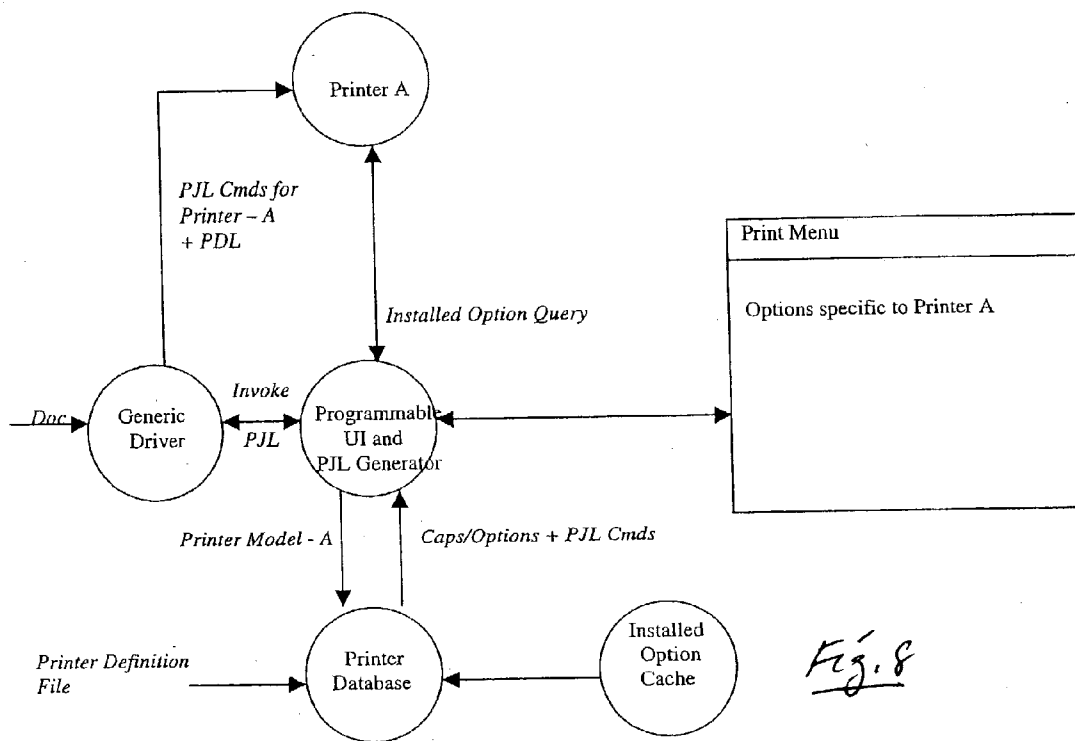 Printer A
PJL Cmds for
Printer – A
+ PDL
Print Menu
Options specific to Printer A
Installed Option Query
Doc
Generic
Driver
Invoke
PJL
Programmable
UI and
PJL Generator
Printer Model - A
Caps/Options + PJL Cmds
Printer Definition
File
Printer
Database
Installed
Option
Cache
Fig. 8